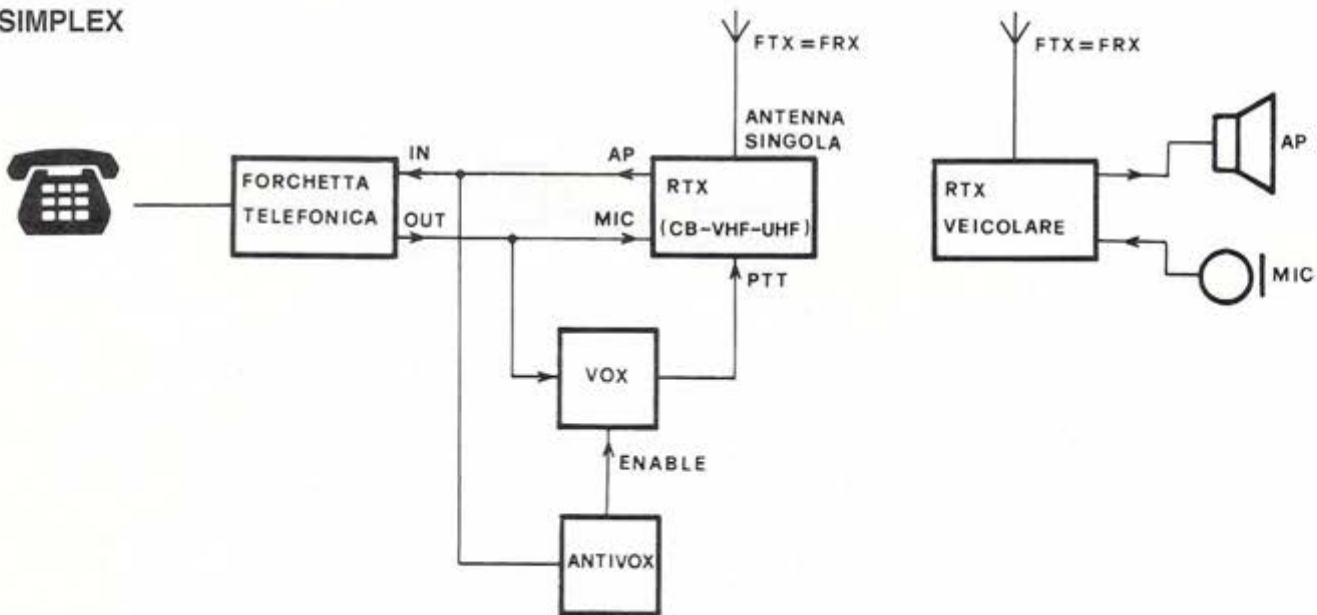 SIMPLEX
FTX=FRX
FTX=FRX
ANTENNA
SINGOLA
IN
AP
AP
FORCHETTA
TELEFONICA
RTX
(CB-VHF-UHF)
RTX
VEICOLARE
OUT
MIC
MIC
PTT
VOX
ENABLE
ANTIVOX